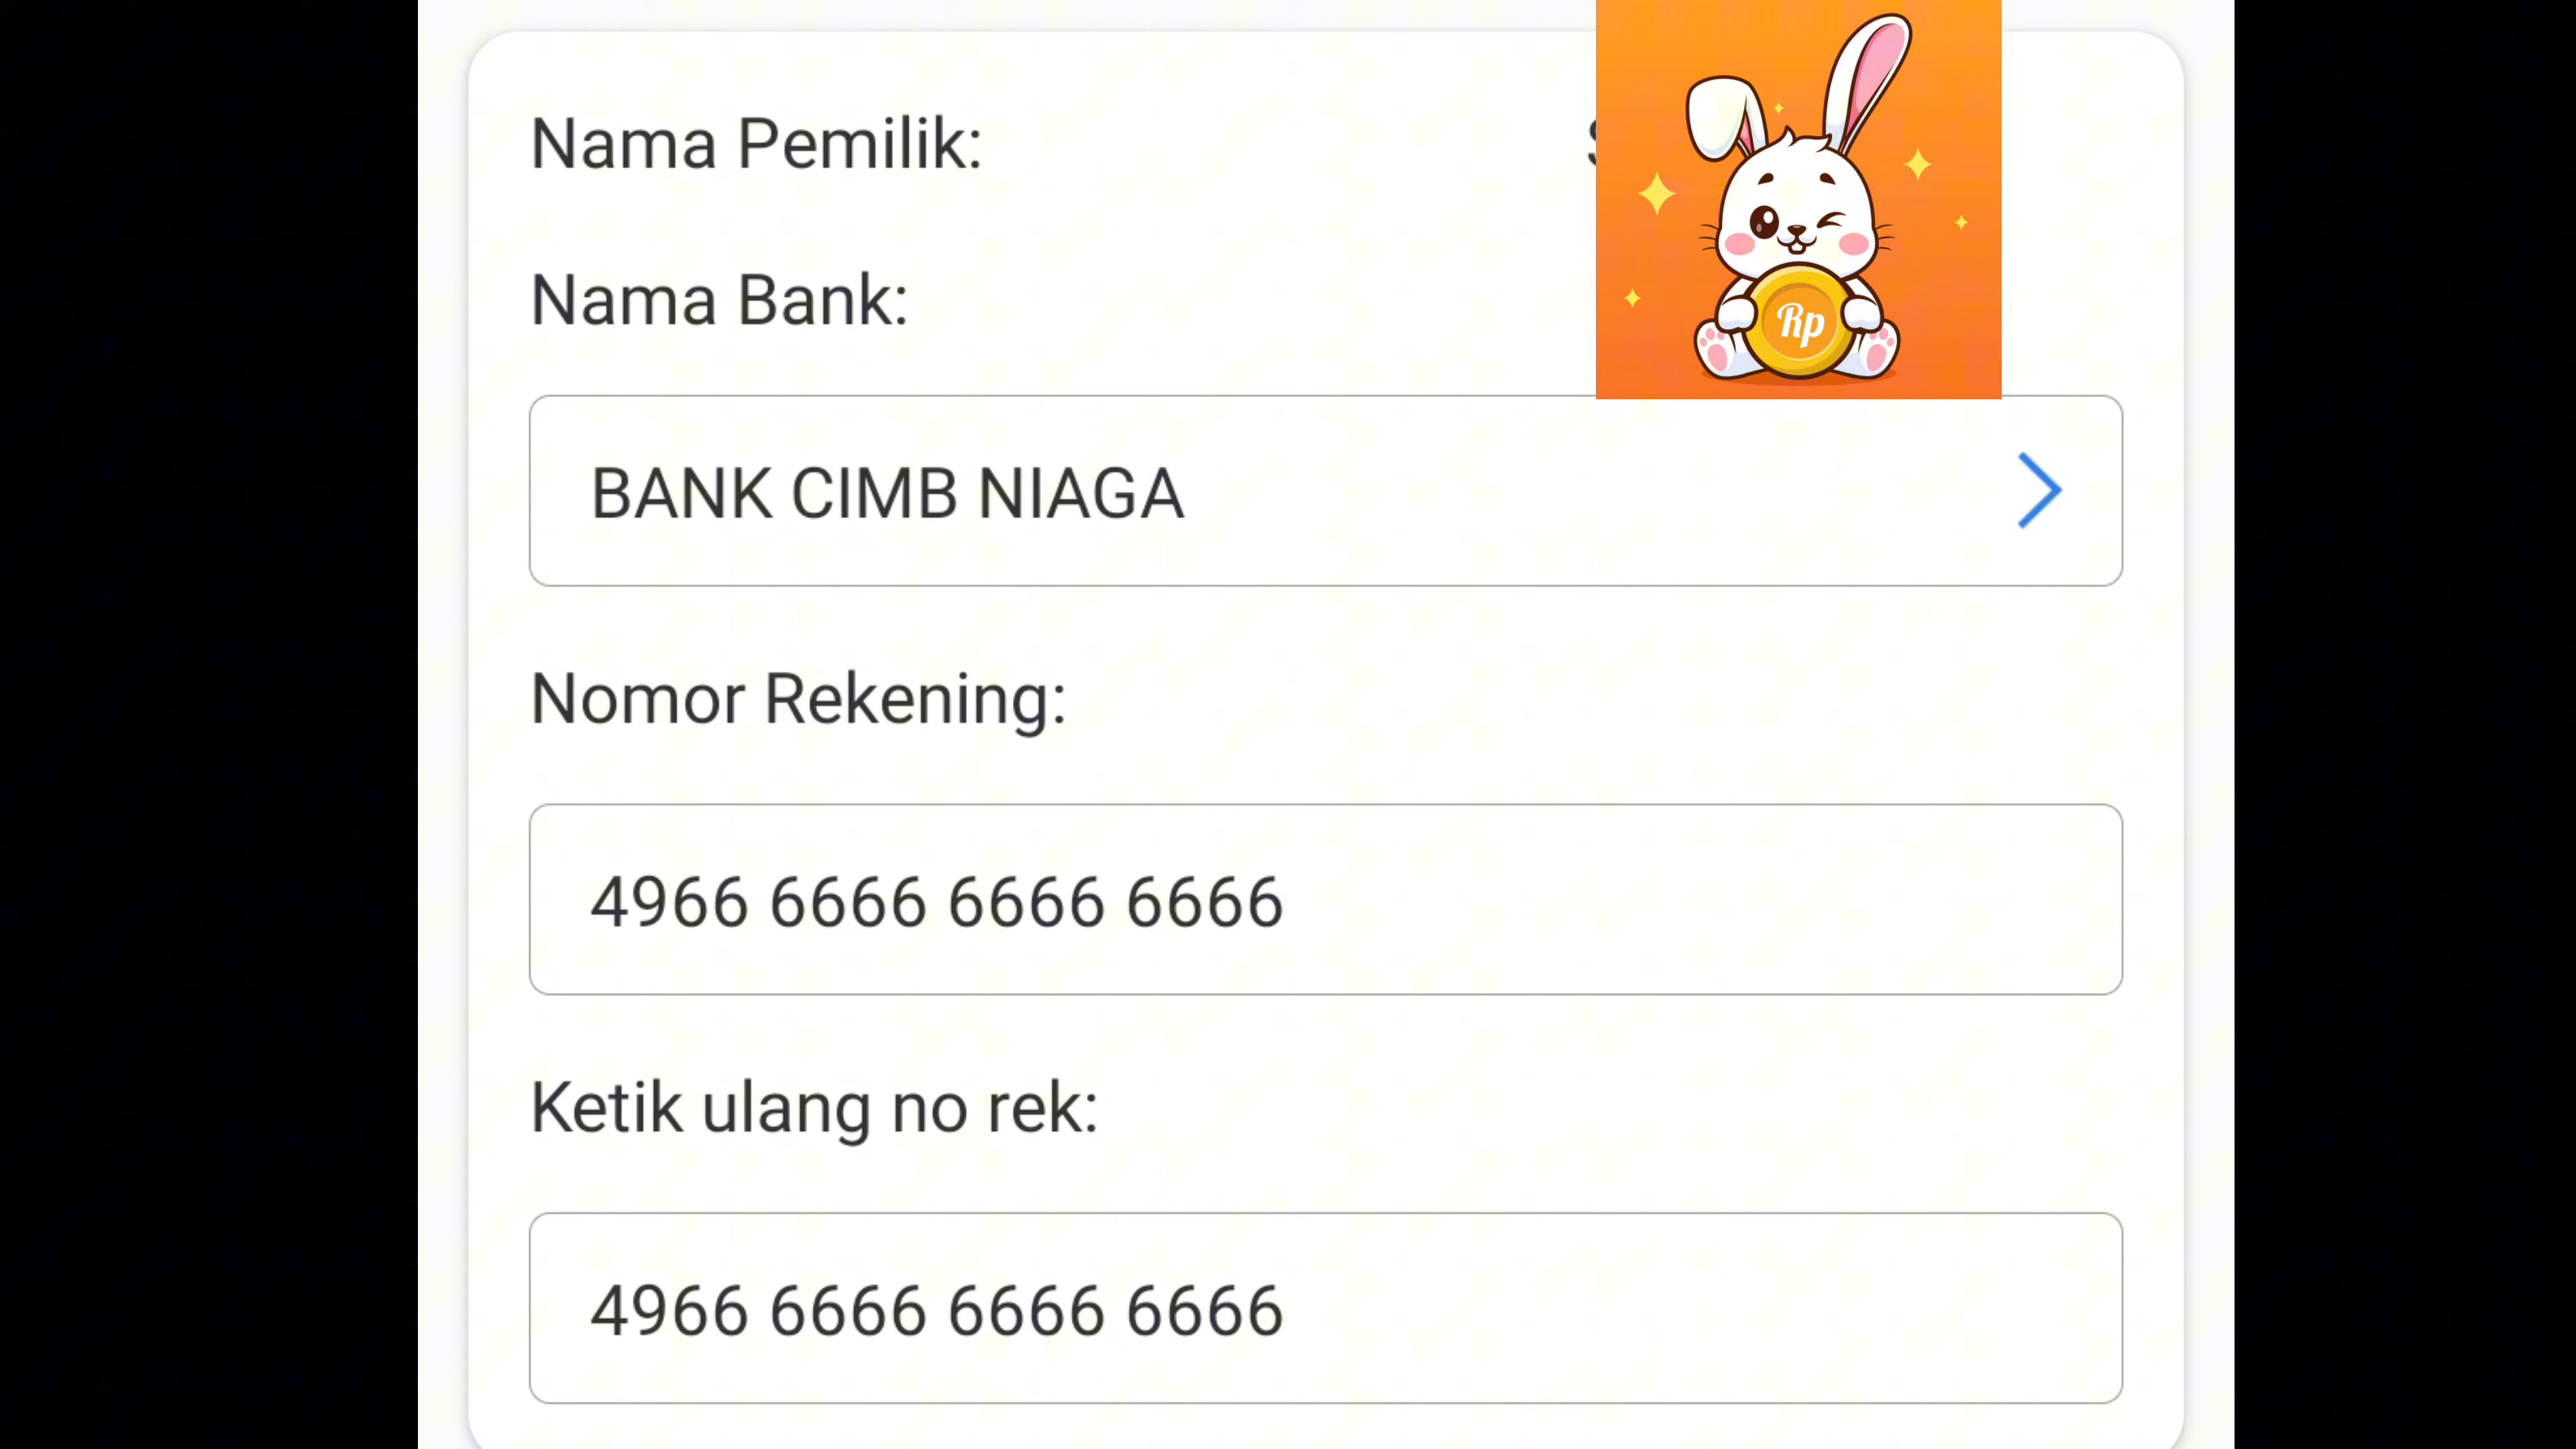 Nama Pemilik:
Nama Bank:
Rp
BANK CIMB NIAGA
Nomor Rekening:
4966 6666 6666 6666
Ketik ulang no rek:
4966 6666 6666 6666